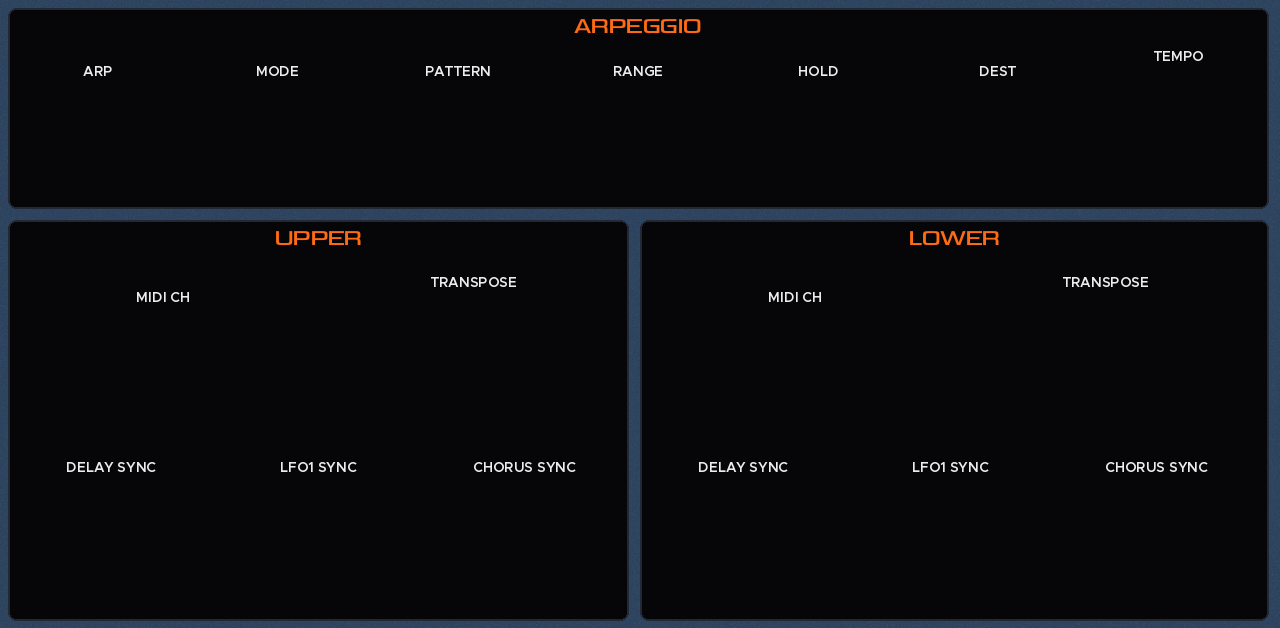 ARPEGGIO
ARP MODE PATTERN RANGE HOLD DEST TEMPO
UPPER
MIDI CH TRANSPOSE
DELAY SYNC LFO1 SYNC CHORUS SYNC
LOWER
MIDI CH TRANSPOSE
DELAY SYNC LFO1 SYNC CHORUS SYNC